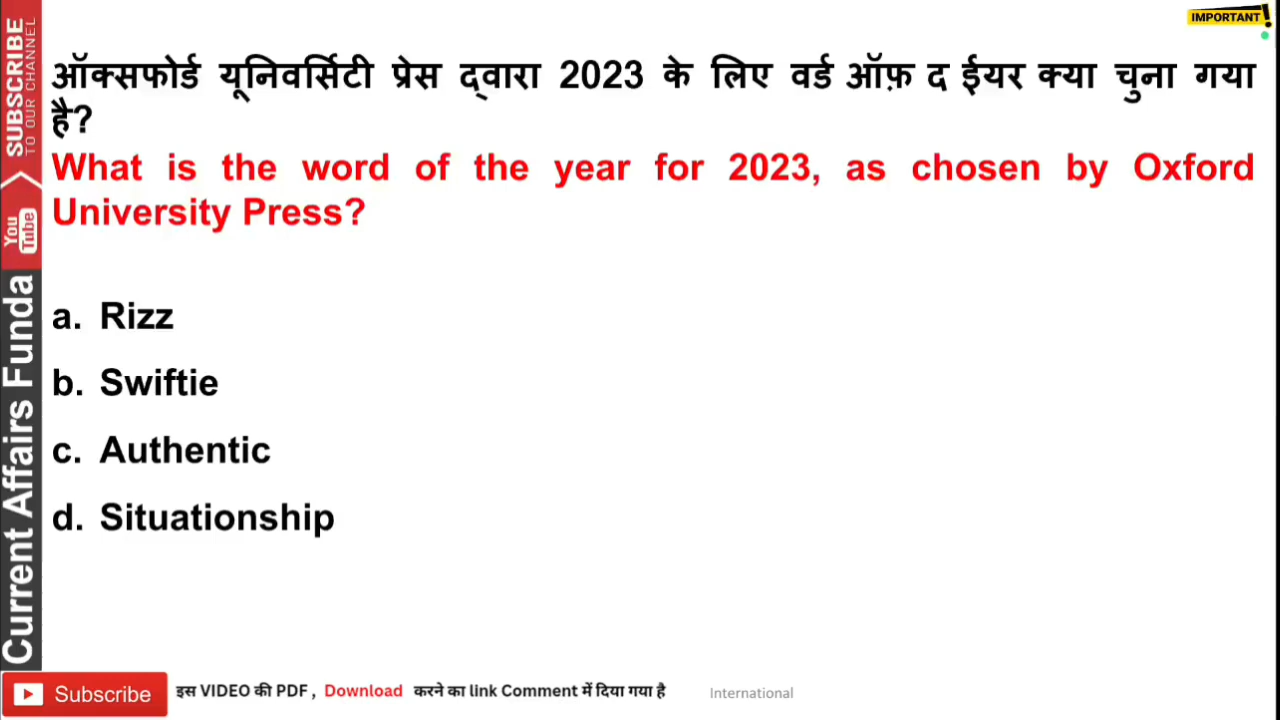 IMPORTANT!
ऑक्सफोर्ड यूनिवर्सिटी प्रेस द्वारा 2023 के लिए वर्ड ऑफ़ द ईयर क्या चुना गया
है?
What is the word of the year for 2023, as chosen by Oxford
University Press?
a. Rizz
b. Swiftie
c. Authentic
d. Situationship
SUBSCRIBE
TO OUR CHANNEL
You
Tube
Current Affairs Funda
Subscribe
इस VIDEO की PDF , Download करने का link Comment में दिया गया है
International